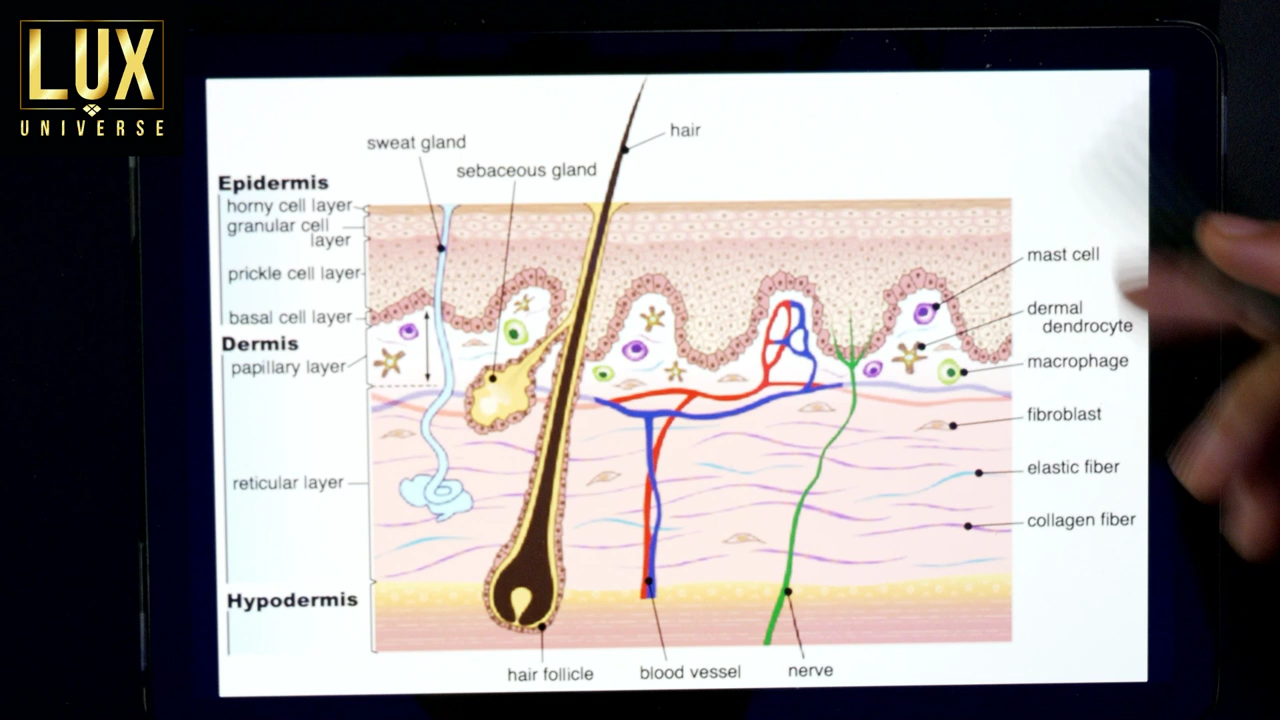 LUX
UNIVERSE
sweat gland
hair
sebaceous gland
Epidermis
horny cell layer
granular cell
layer
prickle cell layer
basal cell layer
Dermis
papillary layer
reticular layer
Hypodermis
mast cell
dermal
dendrocyte
macrophage
fibroblast
elastic fiber
collagen fiber
hair follicle
blood vessel
nerve